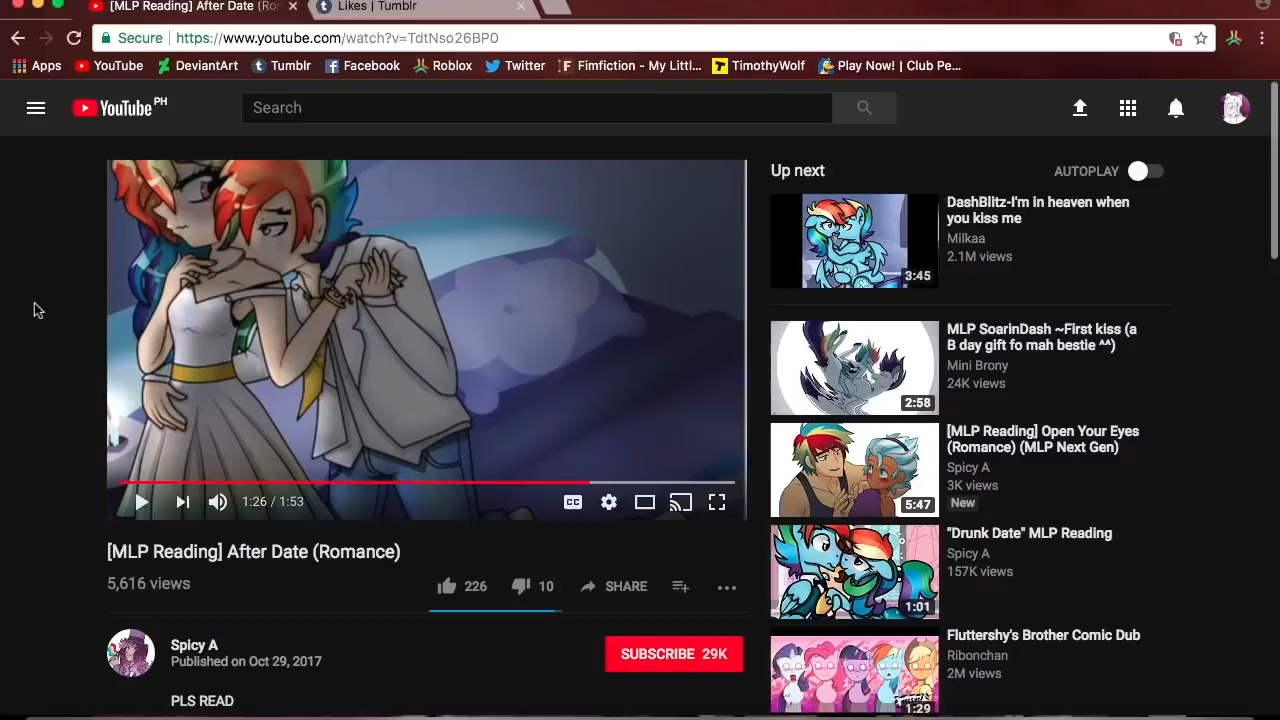 [MLP Reading] After Date (Ror
Likes | Tumblr
Secure
https://www.youtube.com/watch?v=TdtNso26BP0
Apps
YouTube
DeviantArt
Tumblr
Facebook
Roblox
Twitter
Fimfiction - My Littl...
TimothyWolf
Play Now! | Club Pe...
YouTube PH
Search
Up next
AUTOPLAY
DashBlitz-I'm in heaven when
you kiss me
Milkaa
2.1M views
3:45
MLP SoarinDash ~First kiss (a
B day gift fo mah bestie ^^)
Mini Brony
24K views
2:58
[MLP Reading] Open Your Eyes
(Romance) (MLP Next Gen)
Spicy A
3K views
New
5:47
"Drunk Date" MLP Reading
Spicy A
157K views
1:01
Fluttershy's Brother Comic Dub
Ribonchan
2M views
1:29
1:26 / 1:53
CC
[MLP Reading] After Date (Romance)
5,616 views
226
10
SHARE
Spicy A
Published on Oct 29, 2017
SUBSCRIBE 29K
PLS READ